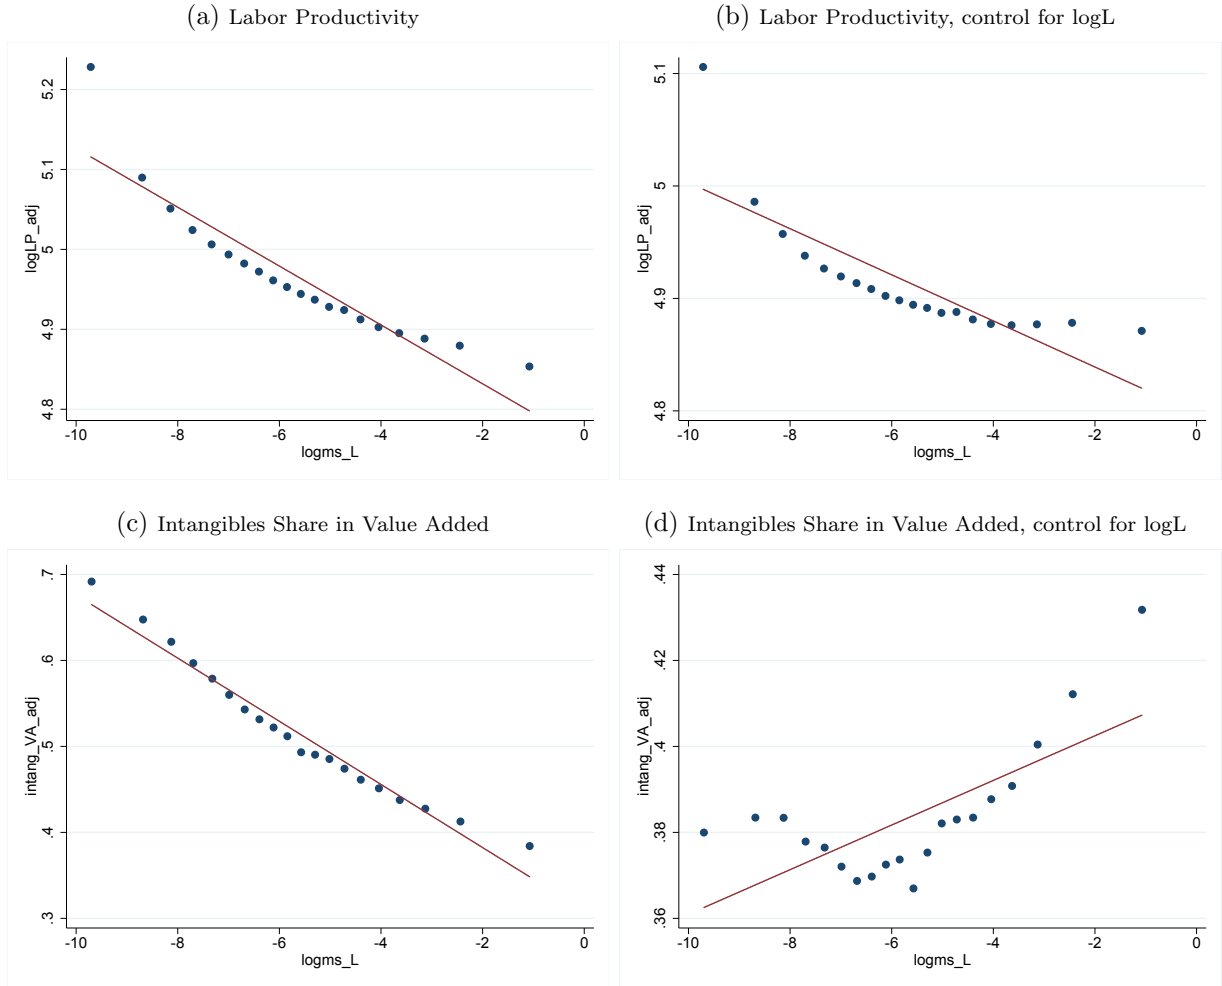 (a) Labor Productivity
(b) Labor Productivity, control for logL
logLP_adj
5.2
5.1
5
4.9
4.8
-10 -8 -6 -4 -2 0
logms_L
logLP_adj
5.1
5
4.9
4.8
-10 -8 -6 -4 -2 0
logms_L
(c) Intangibles Share in Value Added
(d) Intangibles Share in Value Added, control for logL
intang_VA_adj
.7
.6
.5
.4
.3
-10 -8 -6 -4 -2 0
logms_L
intang_VA_adj
.44
.42
.4
.38
.36
-10 -8 -6 -4 -2 0
logms_L